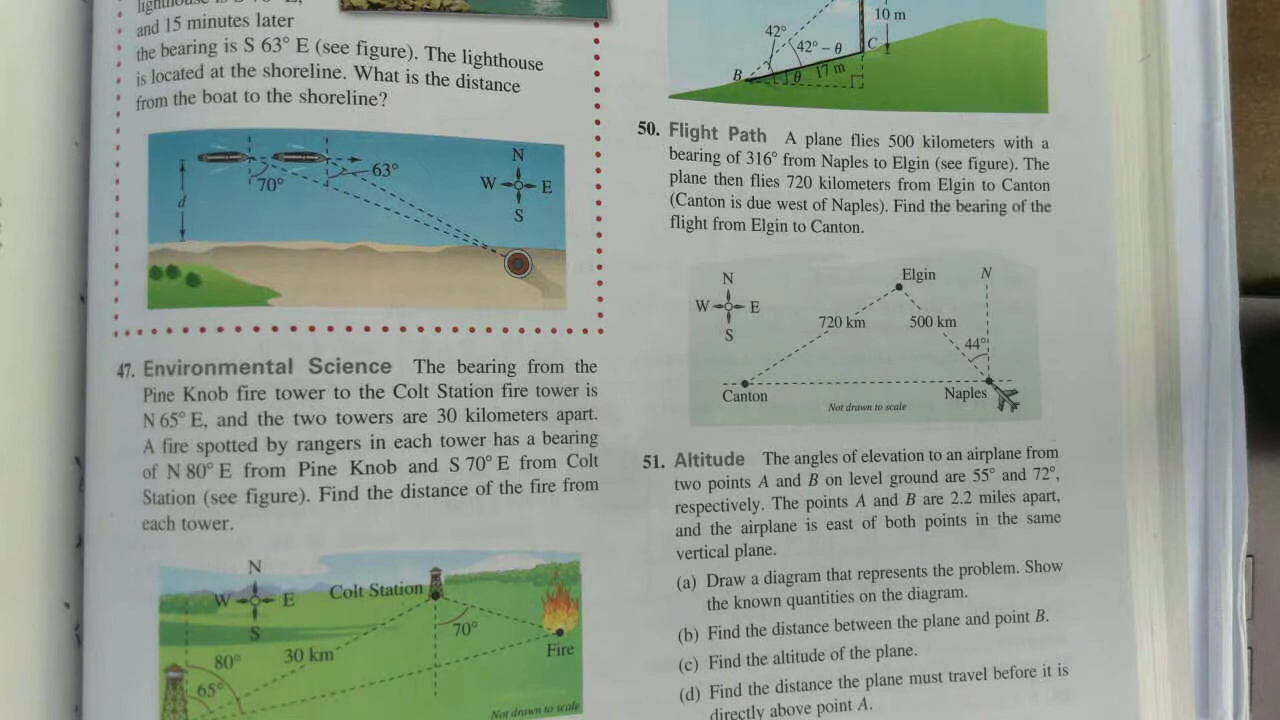 and 15 minutes later
the bearing is S 63° E (see figure). The lighthouse
is located at the shoreline. What is the distance
from the boat to the shoreline?
63°
70°
d
N
W E
S
47. Environmental Science The bearing from the
Pine Knob fire tower to the Colt Station fire tower is
N 65° E, and the two towers are 30 kilometers apart.
A fire spotted by rangers in each tower has a bearing
of N 80° E from Pine Knob and S 70° E from Colt
Station (see figure). Find the distance of the fire from
each tower.
N
W E
S
Colt Station
80°
65°
30 km
70°
Fire
Not drawn to scale
10 m
42°
42° – θ
C
B
θ
17 m
50. Flight Path A plane flies 500 kilometers with a
bearing of 316° from Naples to Elgin (see figure). The
plane then flies 720 kilometers from Elgin to Canton
(Canton is due west of Naples). Find the bearing of the
flight from Elgin to Canton.
N
W E
S
Elgin
N
720 km
500 km
44°
Canton
Naples
Not drawn to scale
51. Altitude The angles of elevation to an airplane from
two points A and B on level ground are 55° and 72°,
respectively. The points A and B are 2.2 miles apart,
and the airplane is east of both points in the same
vertical plane.
(a) Draw a diagram that represents the problem. Show
the known quantities on the diagram.
(b) Find the distance between the plane and point B.
(c) Find the altitude of the plane.
(d) Find the distance the plane must travel before it is
directly above point A.